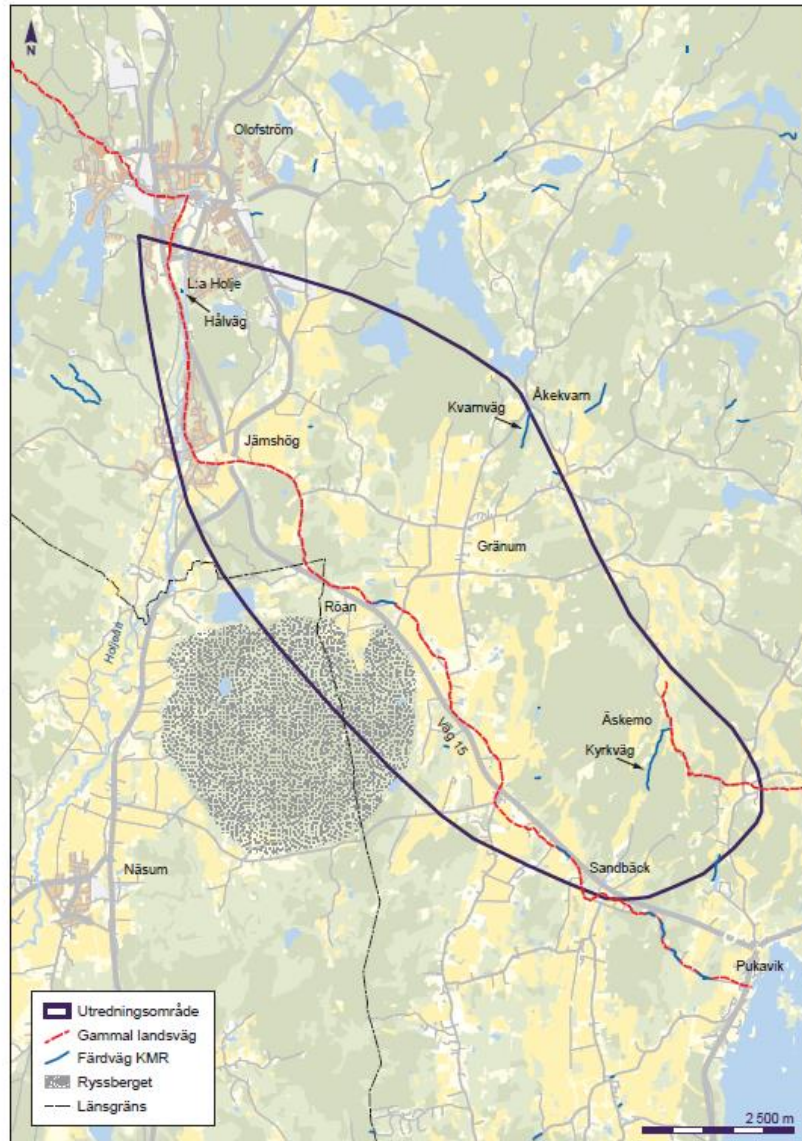 N
Olofström
L:a Holje
Hålväg
Åkekvarn
Kvarnväg
Jämshög
Gränum
Röan
Holjeån
Väg 15
Äskemo
Kyrkväg
Sandbäck
Näsum
Pukavik
Utredningsområde
Gammal landsväg
Färdväg KMR
Ryssberget
Länsgräns
2 500 m